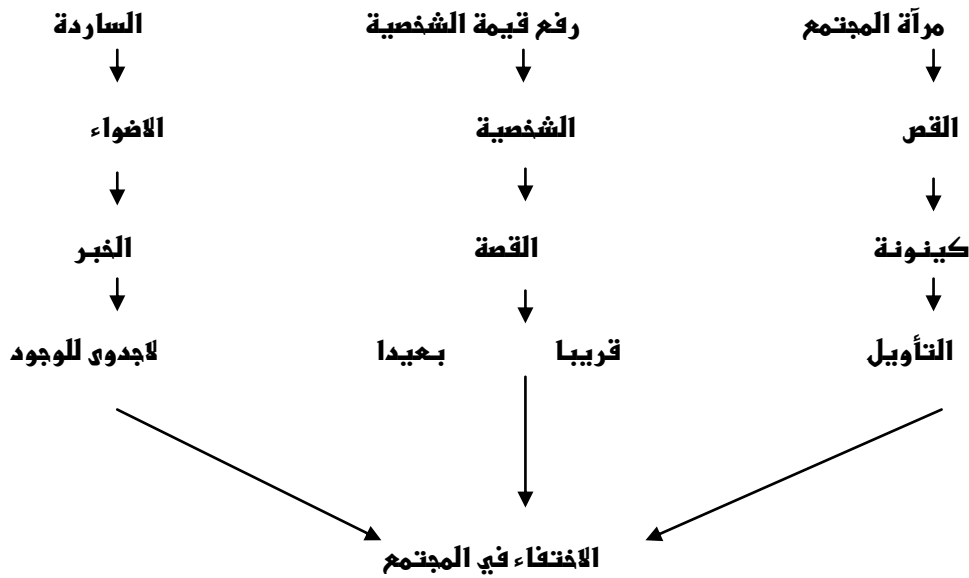 مرآة المجتمع رفع قيمة الشخصية الساردة
القص الشخصية الاضواء
كينونة القصة الخبر
التأويل قريبا بعيدا لاجدوى للوجود
الاختفاء في المجتمع